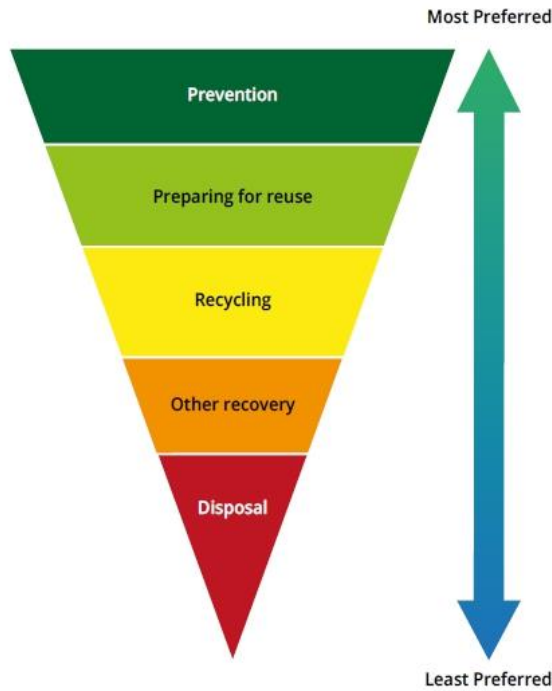 Most Preferred
Prevention
Preparing for reuse
Recycling
Other recovery
Disposal
Least Preferred